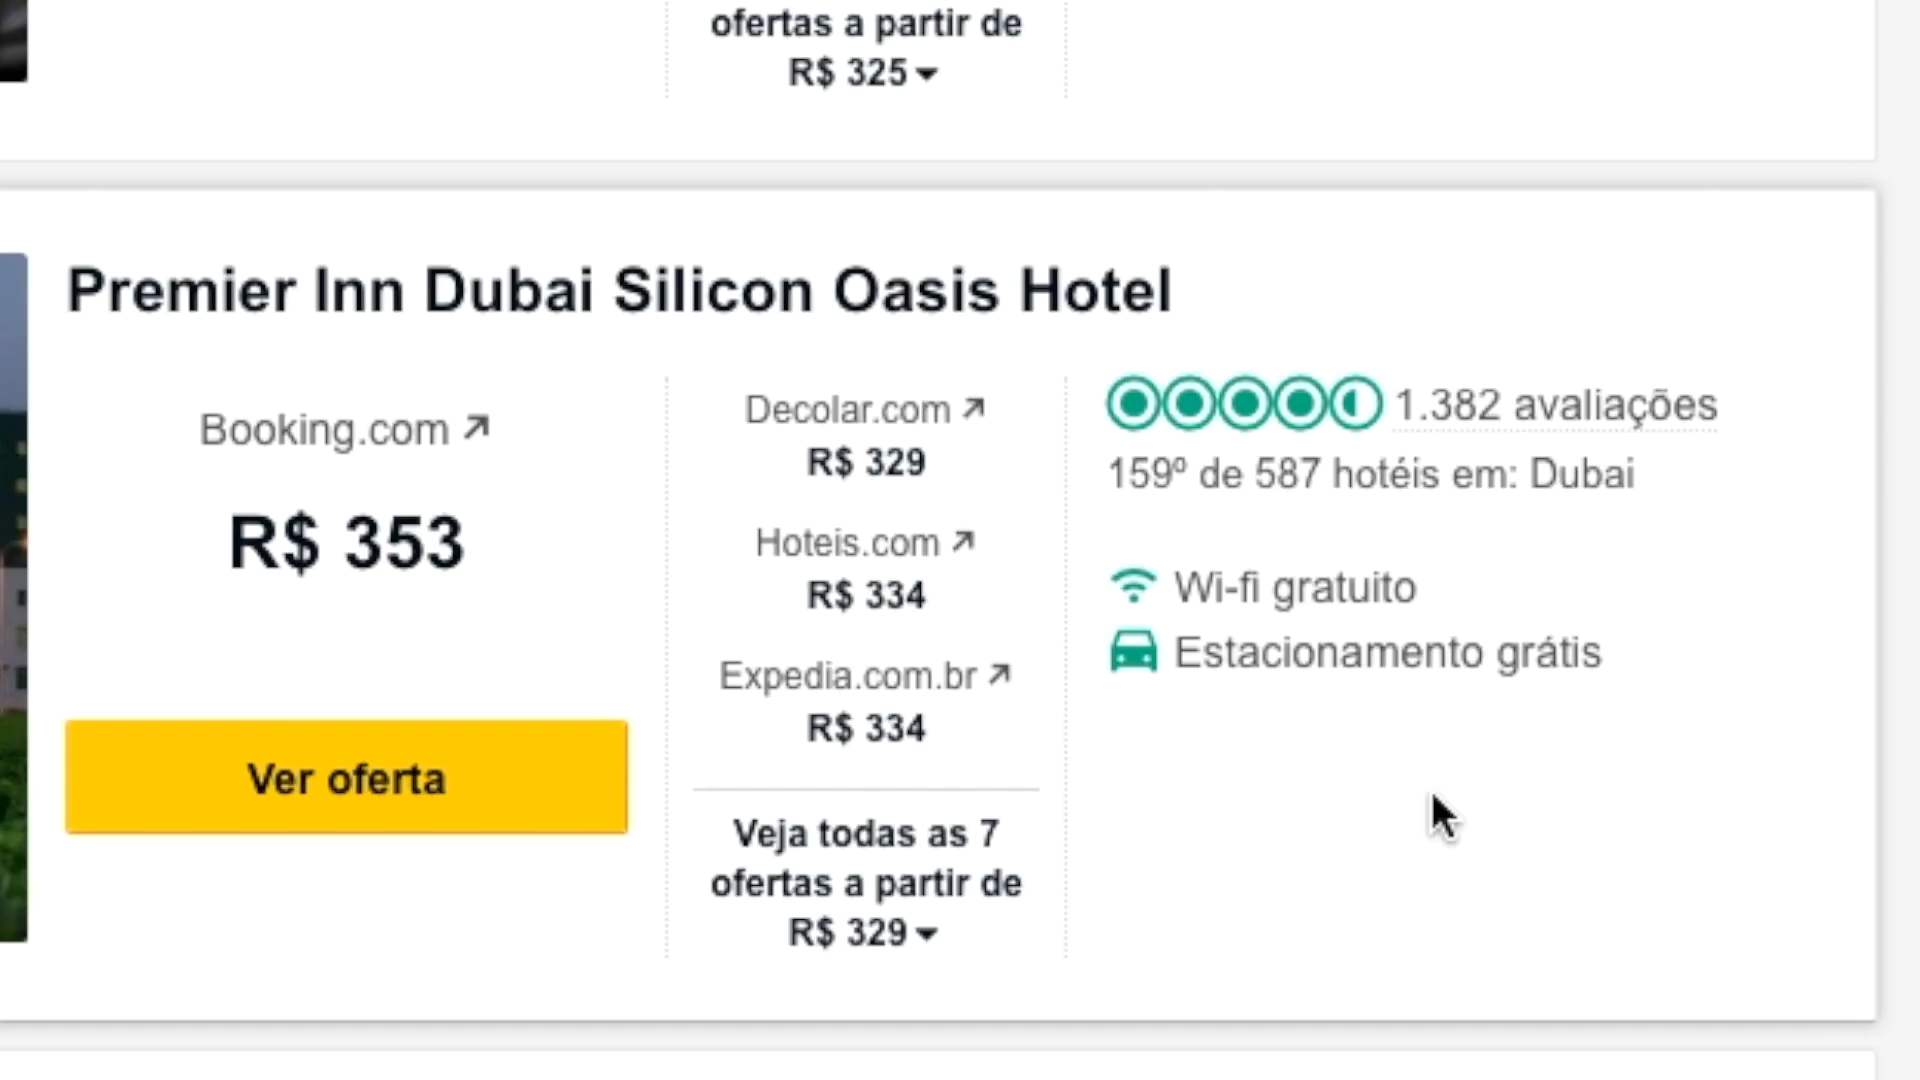 ofertas a partir de
R$ 325
Premier Inn Dubai Silicon Oasis Hotel
Booking.com
R$ 353
Ver oferta
Decolar.com
R$ 329
Hoteis.com
R$ 334
Expedia.com.br
R$ 334
Veja todas as 7
ofertas a partir de
R$ 329
1.382 avaliações
159º de 587 hotéis em: Dubai
Wi-fi gratuito
Estacionamento grátis